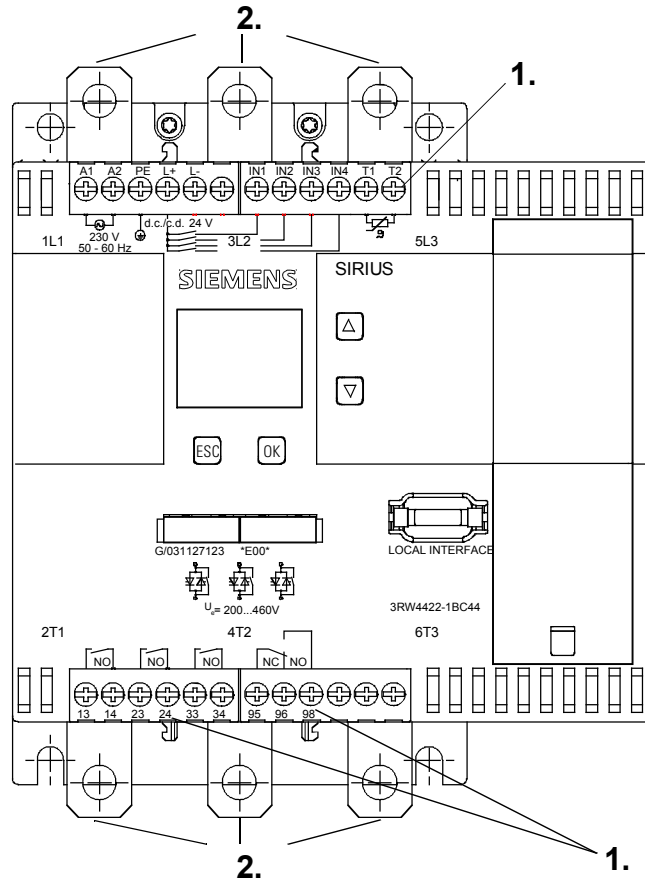 2.
1.
A1 A2 PE L+ L- IN1 IN2 IN3 IN4 T1 T2
d.c./c.d. 24 V
230 V
50 - 60 Hz
1L1 3L2 5L3
SIEMENS SIRIUS
ESC OK
G/031127123 *E00*
LOCAL INTERFACE
= 200...460V
3RW4422-1BC44
2T1 4T2 6T3
NO NO NO NC NO
13 14 23 24 33 34 95 96 98
2.
1.